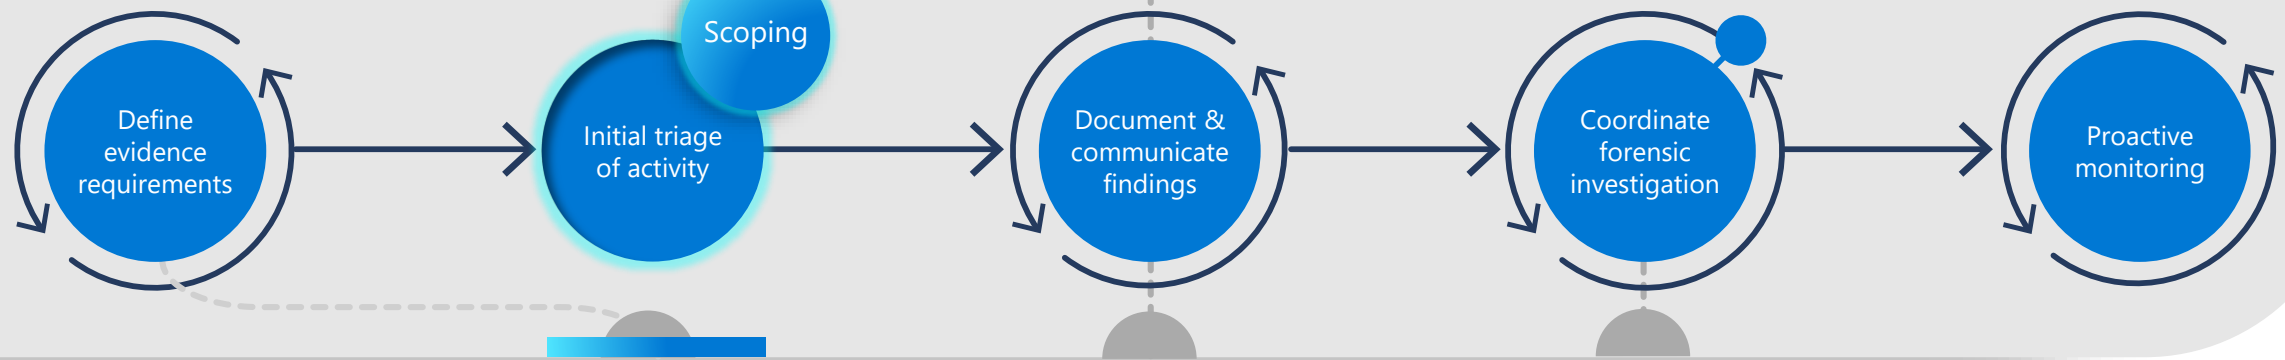 Scoping
Define
evidence
requirements
Initial triage
of activity
Document &
communicate
findings
Coordinate
forensic
investigation
Proactive
monitoring